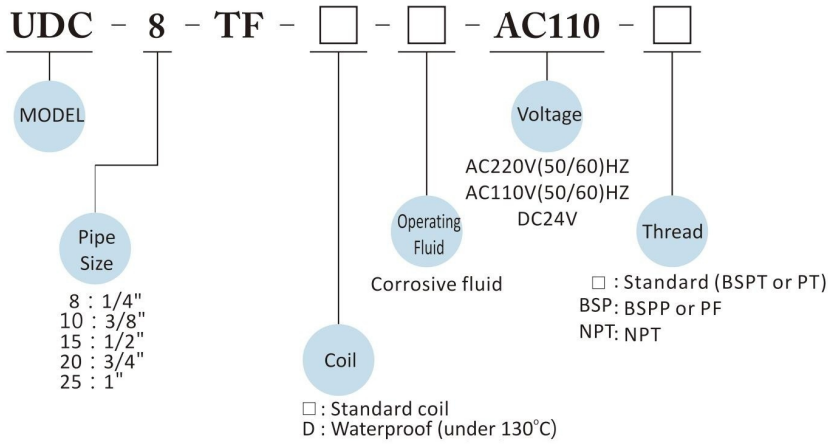 UDC - 8 - TF - □ - □ - AC110 - □
MODEL
Voltage
AC220V(50/60)HZ
AC110V(50/60)HZ
DC24V
Pipe
Size
8 : 1/4"
10 : 3/8"
15 : 1/2"
20 : 3/4"
25 : 1"
Operating
Fluid
Corrosive fluid
Thread
□ : Standard (BSPT or PT)
BSP: BSPP or PF
NPT: NPT
Coil
□ : Standard coil
D : Waterproof (under 130°C)